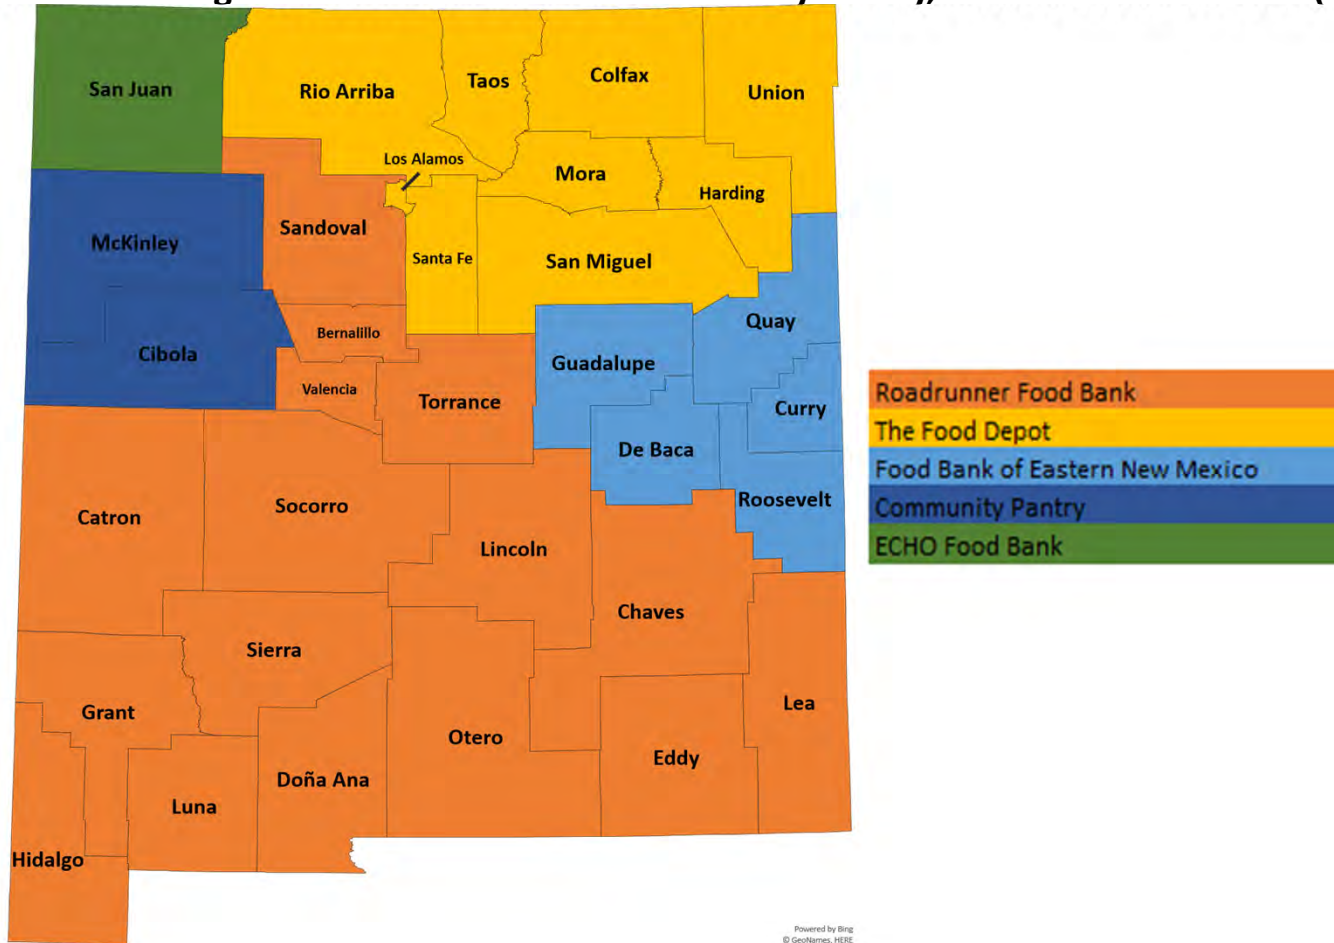 San Juan
Rio Arriba
Taos
Colfax
Union
Los Alamos
Mora
Harding
McKinley
Sandoval
Santa Fe
San Miguel
Quay
Bernalillo
Cibola
Guadalupe
Valencia
Torrance
Curry
De Baca
Roosevelt
Catron
Socorro
Lincoln
Chaves
Sierra
Grant
Lea
Otero
Eddy
Doña Ana
Luna
Hidalgo
Roadrunner Food Bank
The Food Depot
Food Bank of Eastern New Mexico
Community Pantry
ECHO Food Bank
Powered by Bing
© GeoNames, HERE